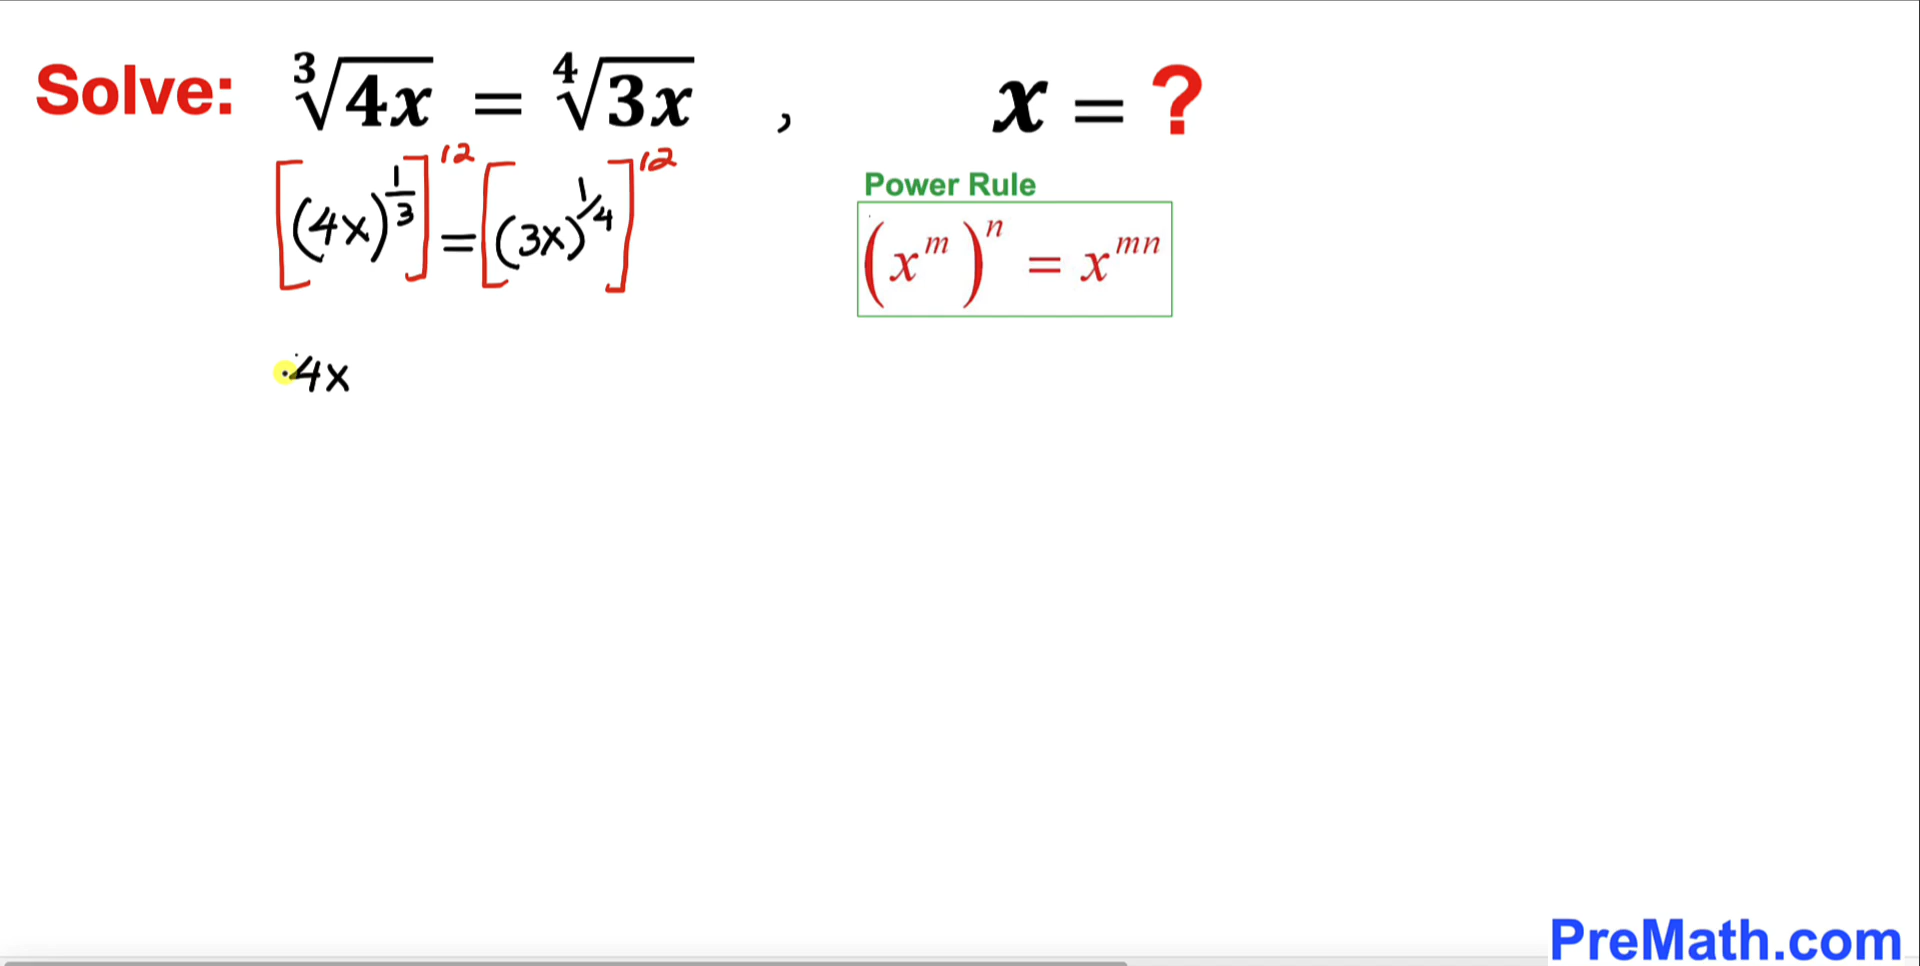 Solve: ∛4x = ∜3x , x = ?
[(4x)^1/3]^12 = [(3x)^1/4]^12
Power Rule
(x^m)^n = x^mn
4x
PreMath.com